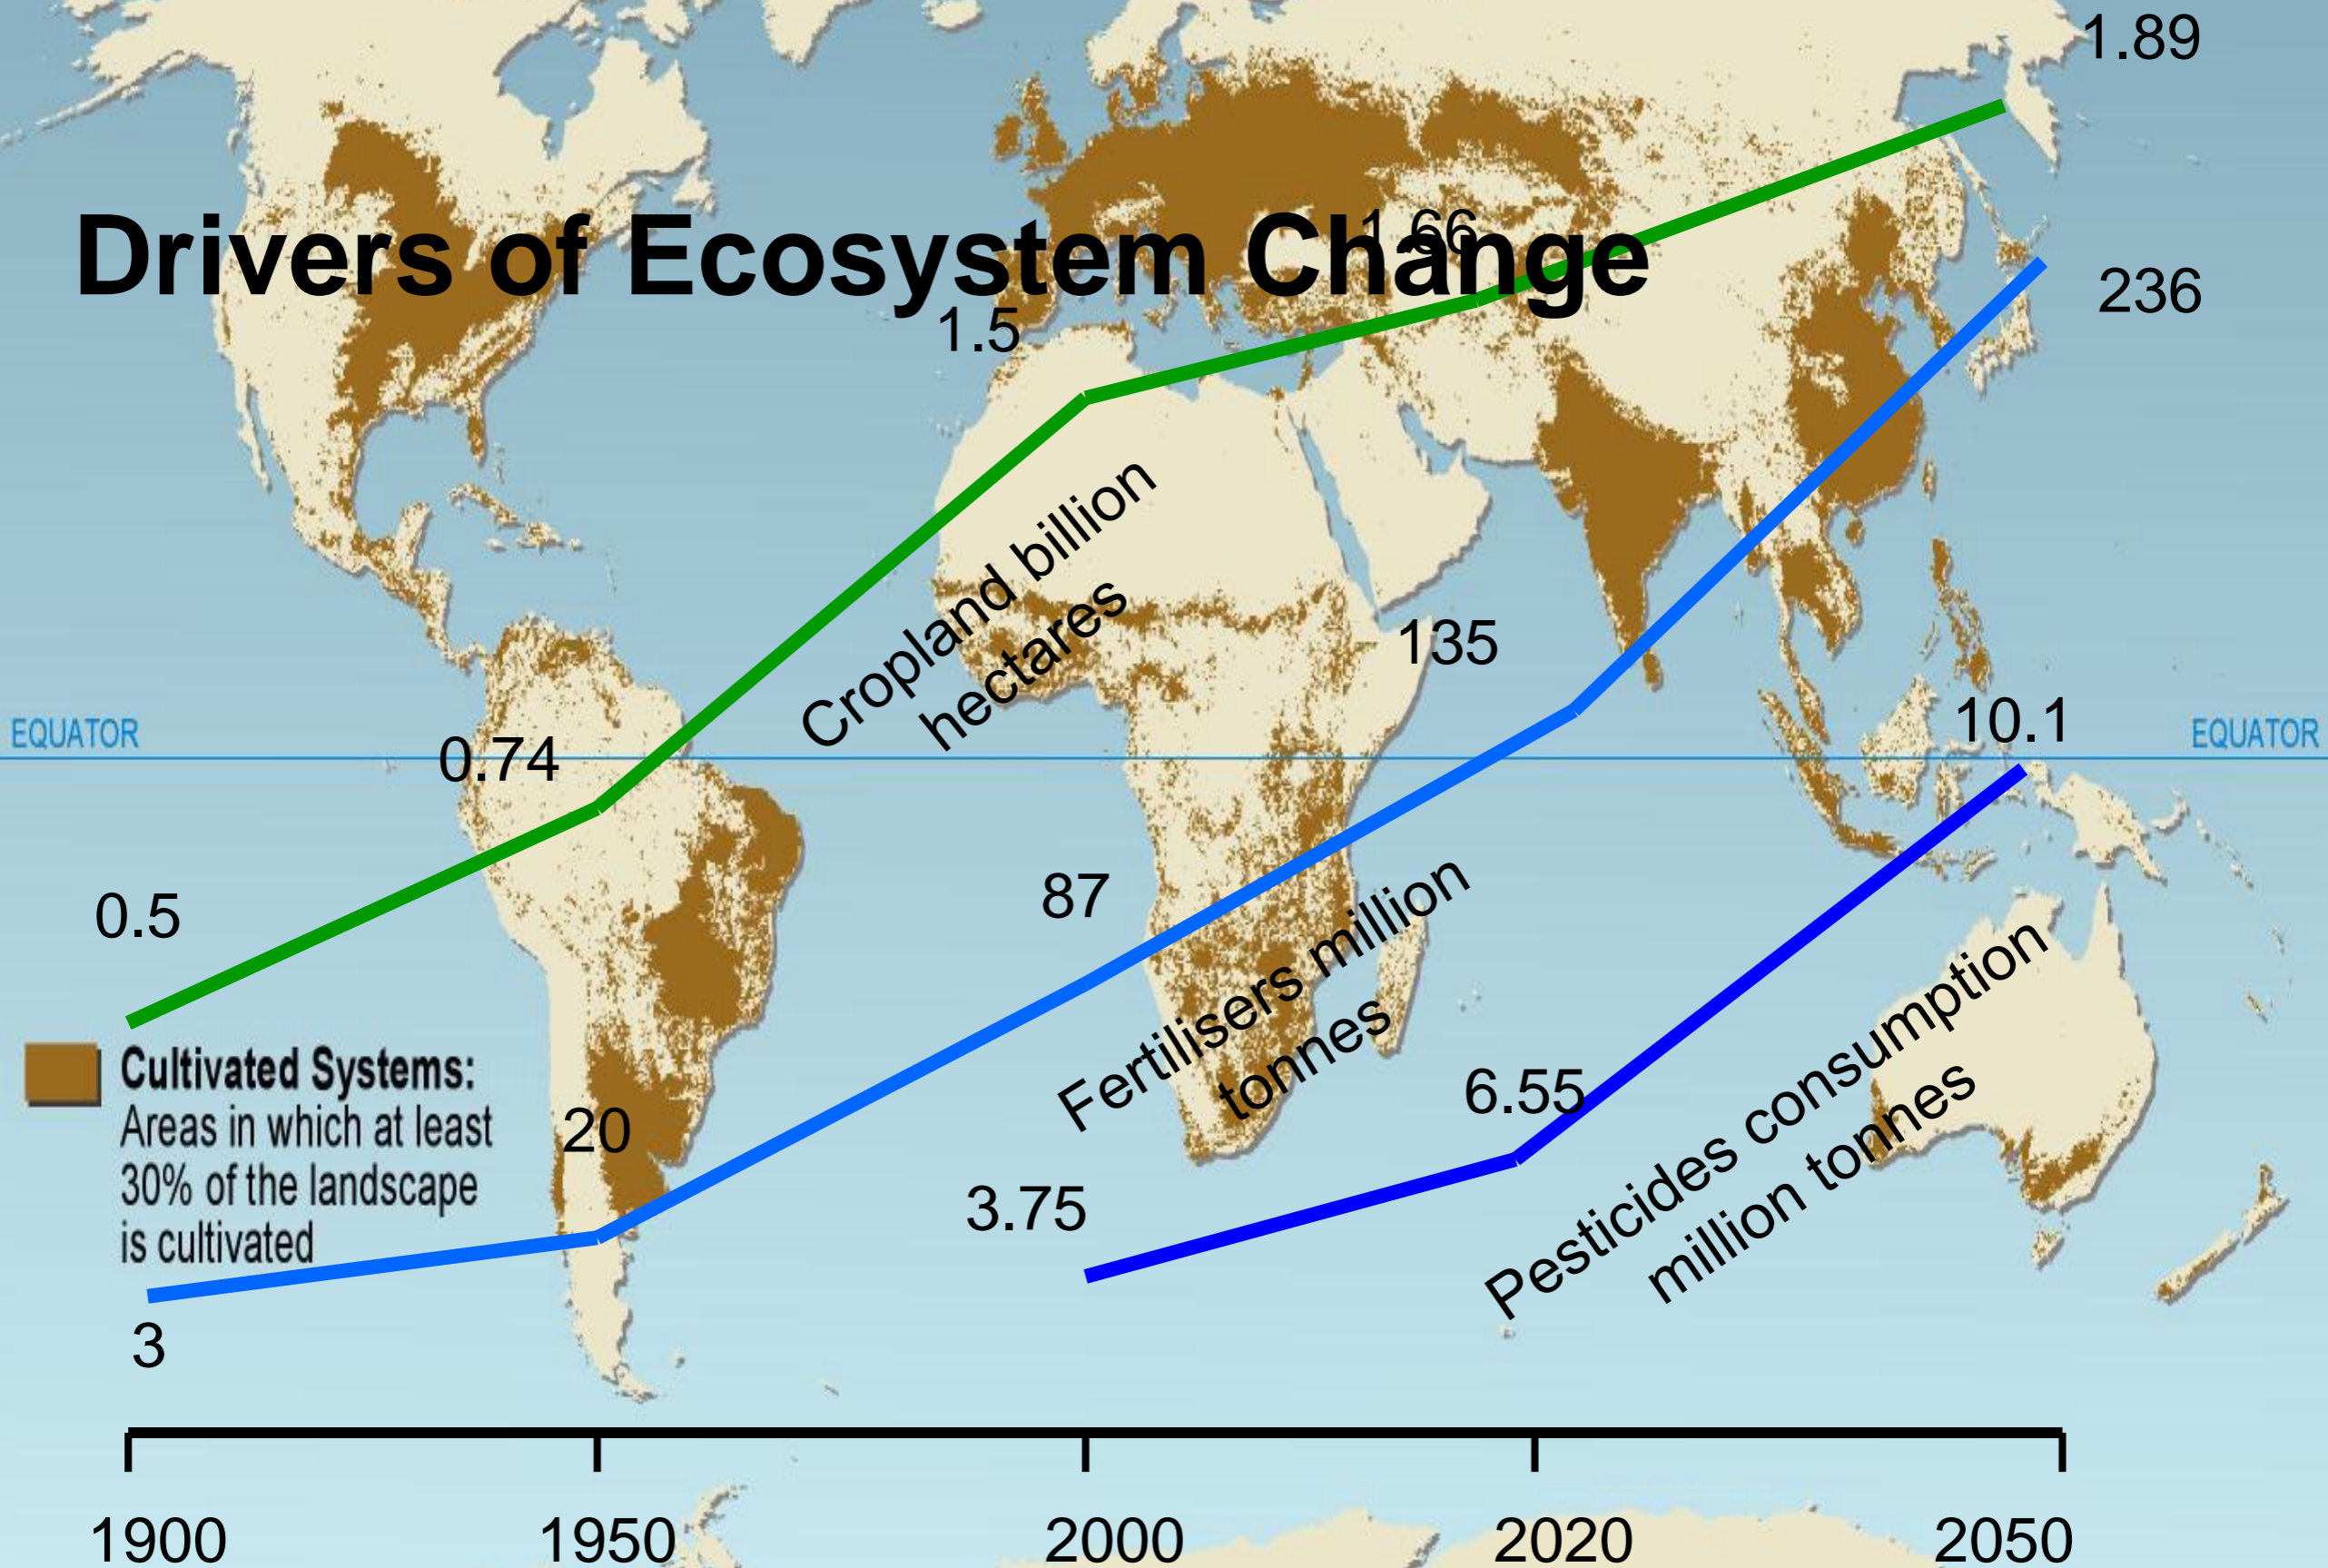 1.89
Drivers of Ecosystem Change
1.66
236
1.5
Cropland billion
hectares
135
10.1
EQUATOR
EQUATOR
0.74
0.5
87
Fertilisers million
tonnes
Cultivated Systems:
Areas in which at least
30% of the landscape
is cultivated
20
6.55
Pesticides consumption
million tonnes
3.75
3
1900 1950 2000 2020 2050